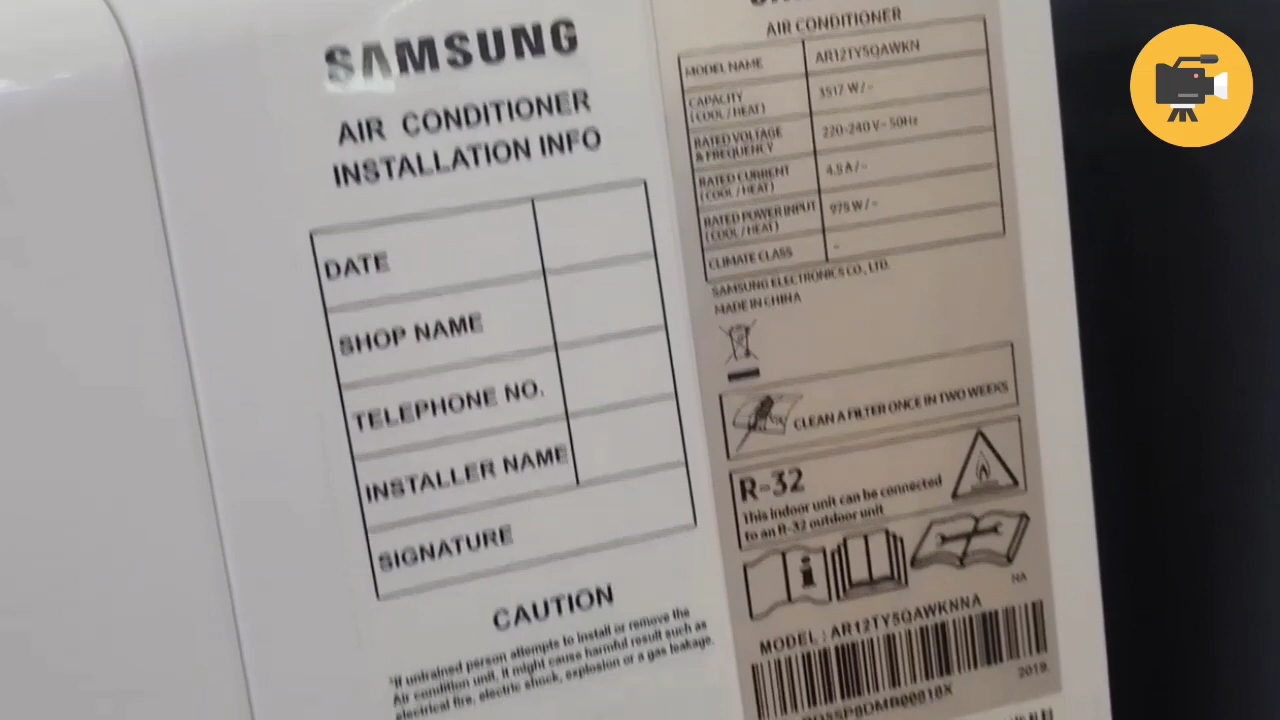 SAMSUNG
AIR CONDITIONER
INSTALLATION INFO
DATE
SHOP NAME
TELEPHONE NO.
INSTALLER NAME
SIGNATURE
CAUTION
*If untrained person attempts to install or remove the
Air condition unit, it might cause harmful result such as
electrical fire, electric shock, explosion or a gas leakage.
AIR CONDITIONER
MODEL NAME AR12TY5QAWKN
CAPACITY
(COOL / HEAT) 3517 W / -
RATED VOLTAGE
& FREQUENCY 220-240 V~ 50Hz
RATED CURRENT
(COOL / HEAT) 4.5 A / -
RATED POWER INPUT
(COOL / HEAT) 975 W / -
CLIMATE CLASS -
SAMSUNG ELECTRONICS CO., LTD.
MADE IN CHINA
CLEAN A FILTER ONCE IN TWO WEEKS
R-32
This indoor unit can be connected
to an R-32 outdoor unit
NA
MODEL : AR12TY5QAWKNNA
2019.